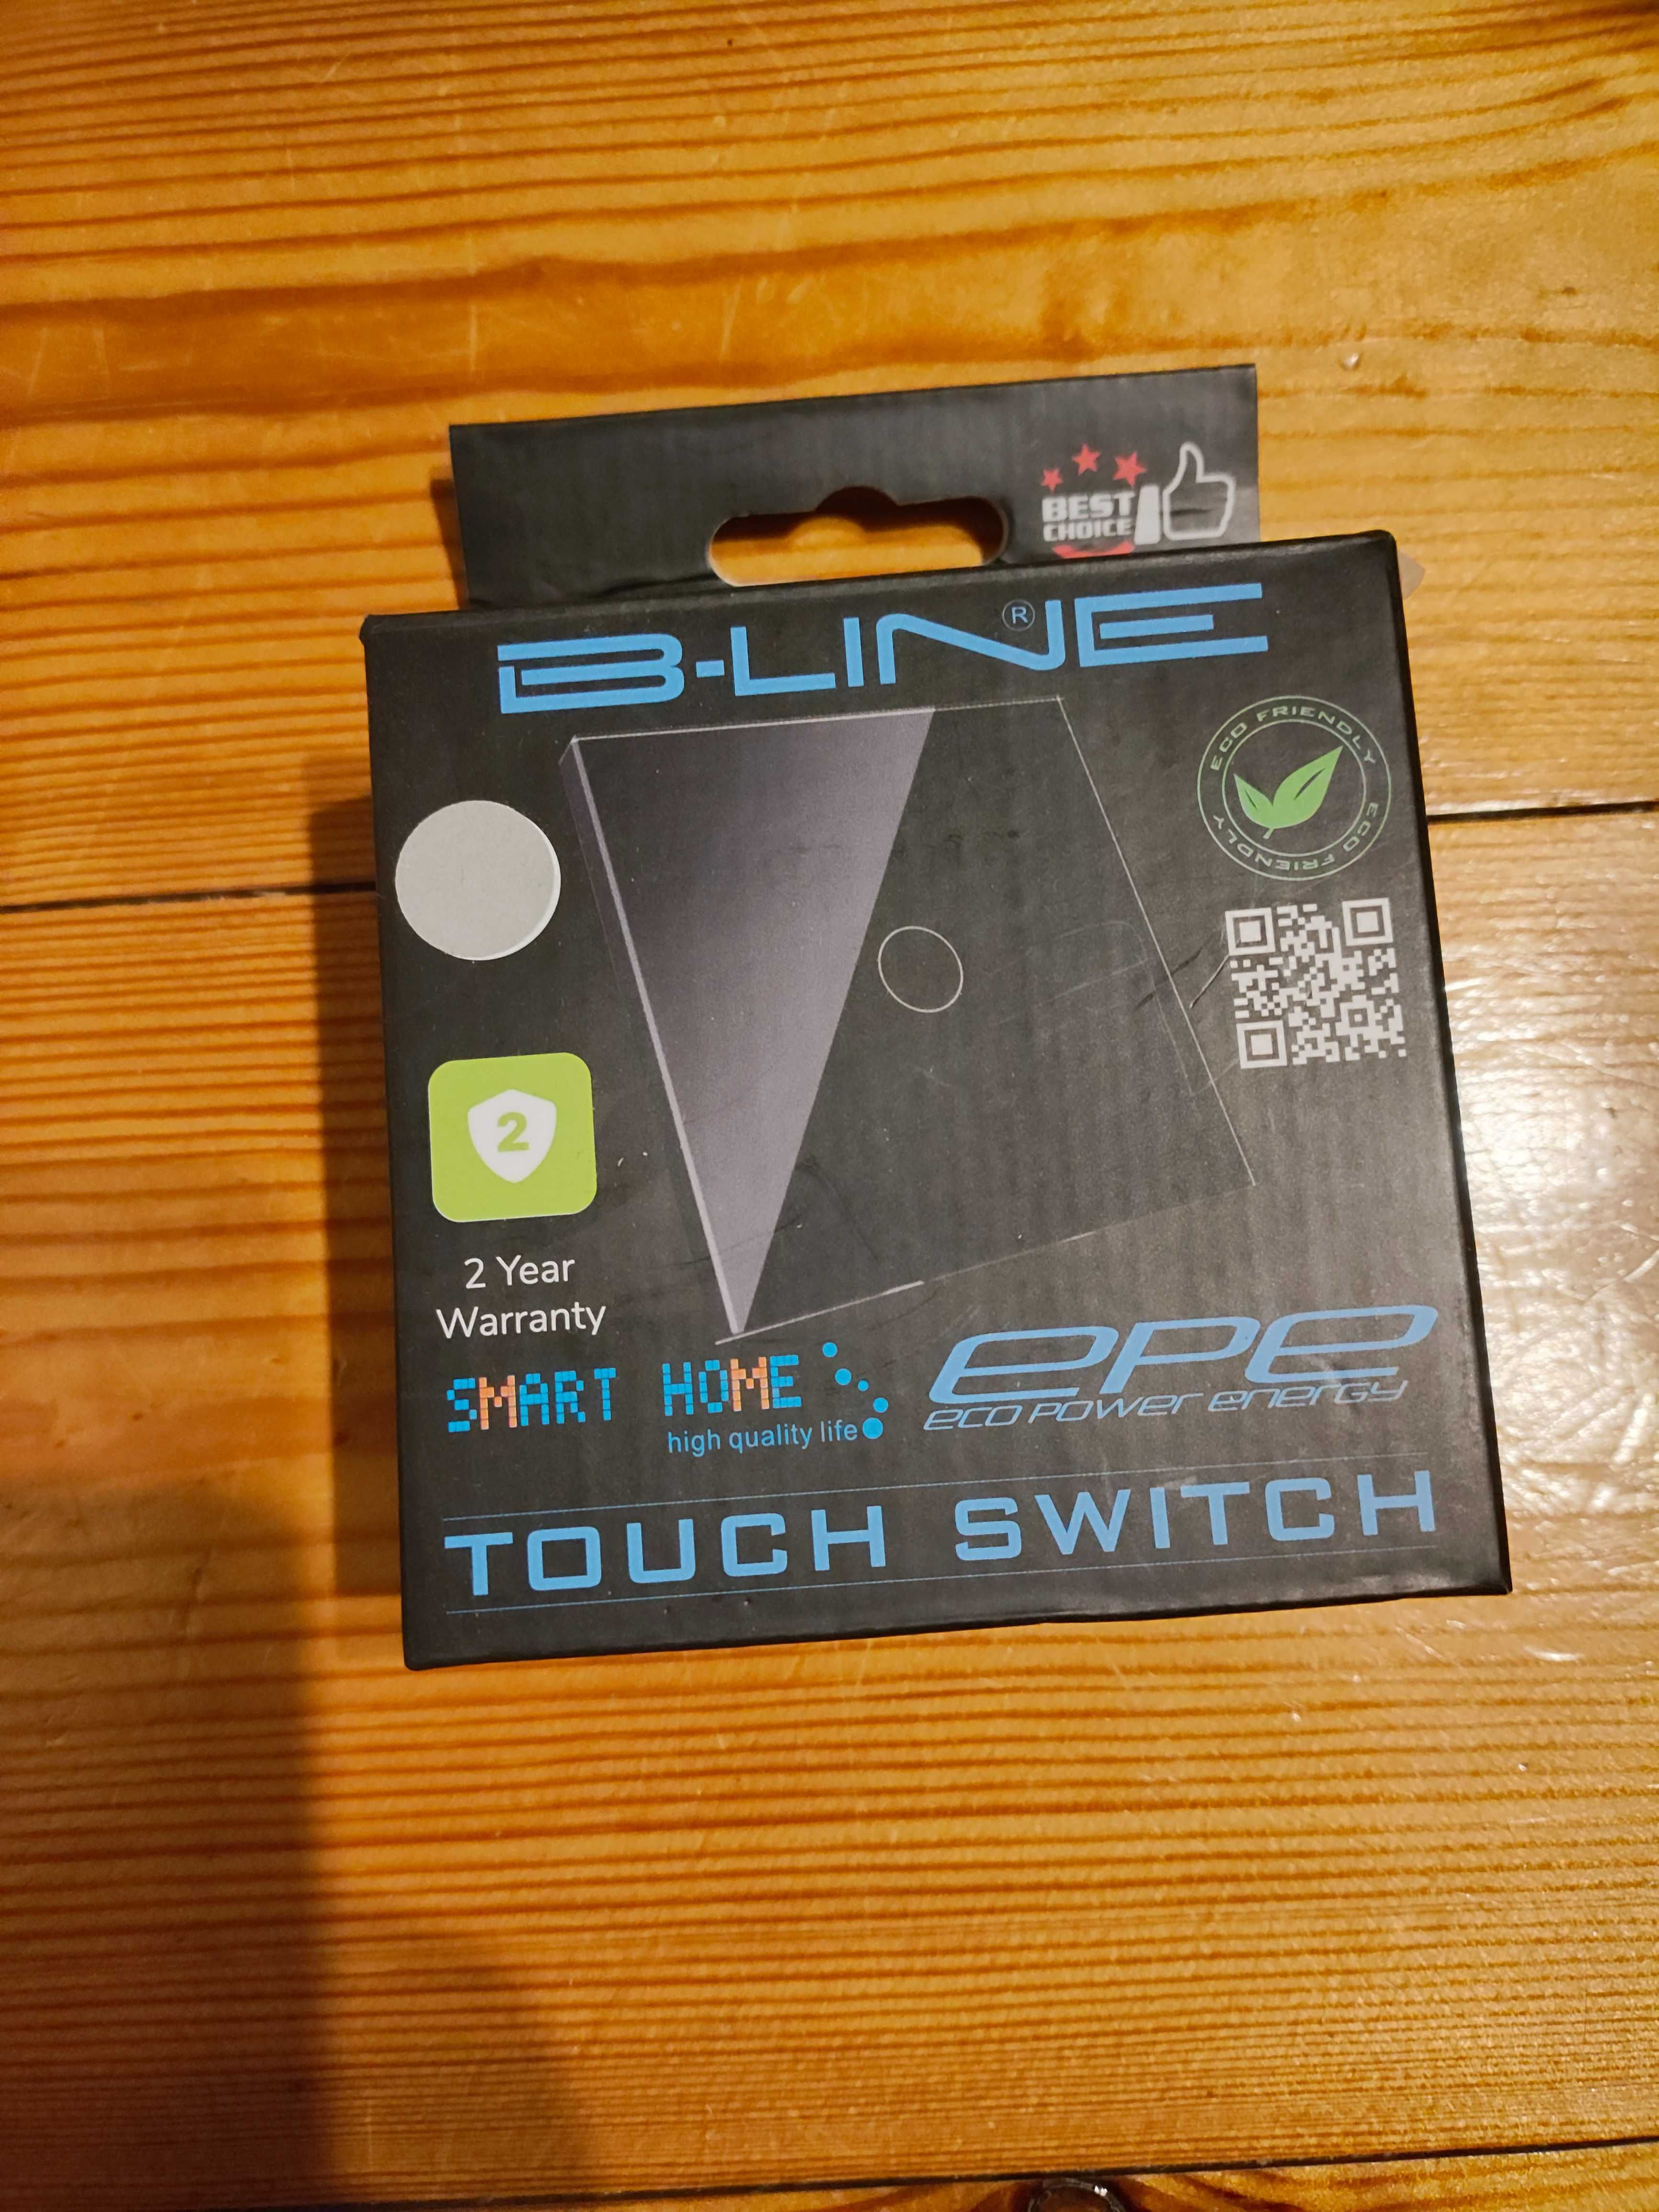 BEST
CHOICE
B-LINE®
ECO FRIENDLY
ECO FRIENDLY
2
2 Year
Warranty
SMART HOME
high quality life
epe
eco power energy
TOUCH SWITCH